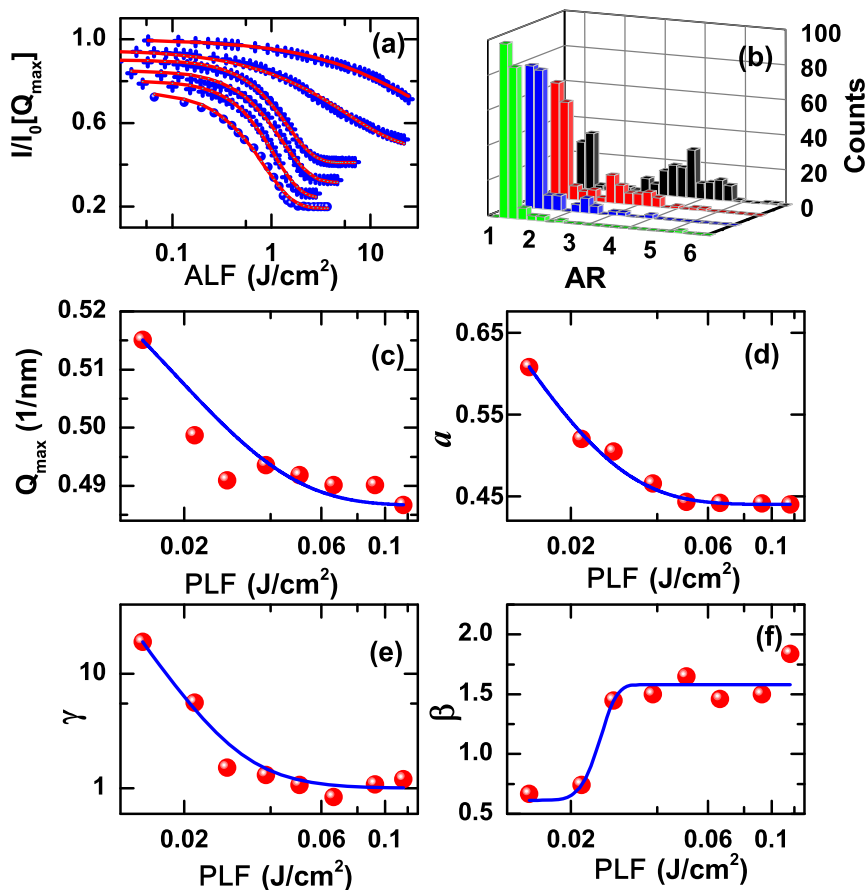 (a)
I/I0[Qmax]
1.0
0.6
0.2
0.1 1 10
ALF (J/cm²)
(b)
100
80
60
40
20
0
Counts
1 2 3 4 5 6
AR
(c)
Qmax (1/nm)
0.52
0.51
0.50
0.49
0.02 0.06 0.1
PLF (J/cm²)
(d)
a
0.65
0.55
0.45
0.02 0.06 0.1
PLF (J/cm²)
(e)
γ
10
1
0.02 0.06 0.1
PLF (J/cm²)
(f)
β
2.0
1.5
1.0
0.5
0.02 0.06 0.1
PLF (J/cm²)